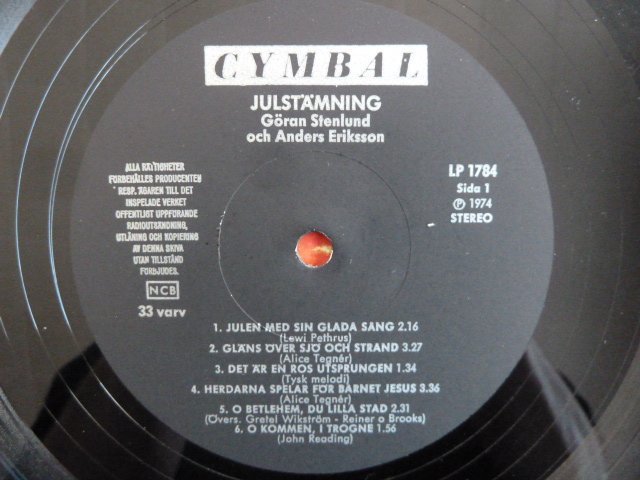 CYMBAL
JULSTÄMNING
Göran Stenlund
och Anders Eriksson
ALLA RÄTTIGHETER
FÖRBEHÅLLES PRODUCENTEN
RESP. ÄGAREN TILL DET
INSPELADE VERKET
OFFENTLIGT UPPFÖRANDE
RADIOUTSÄNDNING,
UTLÅNING OCH KOPIERING
AV DENNA SKIVA
UTAN TILLSTÅND
FÖRBJUDES.
NCB
33 varv
LP 1784
Sida 1
Ⓟ 1974
STEREO
1. JULEN MED SIN GLADA SANG 2.16
(Lewi Pethrus)
2. GLÄNS ÖVER SJÖ OCH STRAND 3.27
(Alice Tegnér)
3. DET ÄR EN ROS UTSPRUNGEN 1.34
(Tysk melodi)
4. HERDARNA SPELAR FÖR BARNET JESUS 3.36
(Alice Tegnér)
5. O BETLEHEM, DU LILLA STAD 2.31
(Övers. Gretel Wikström - Reiner o Brooks)
6. O KOMMEN, I TROGNE 1.56
(John Reading)